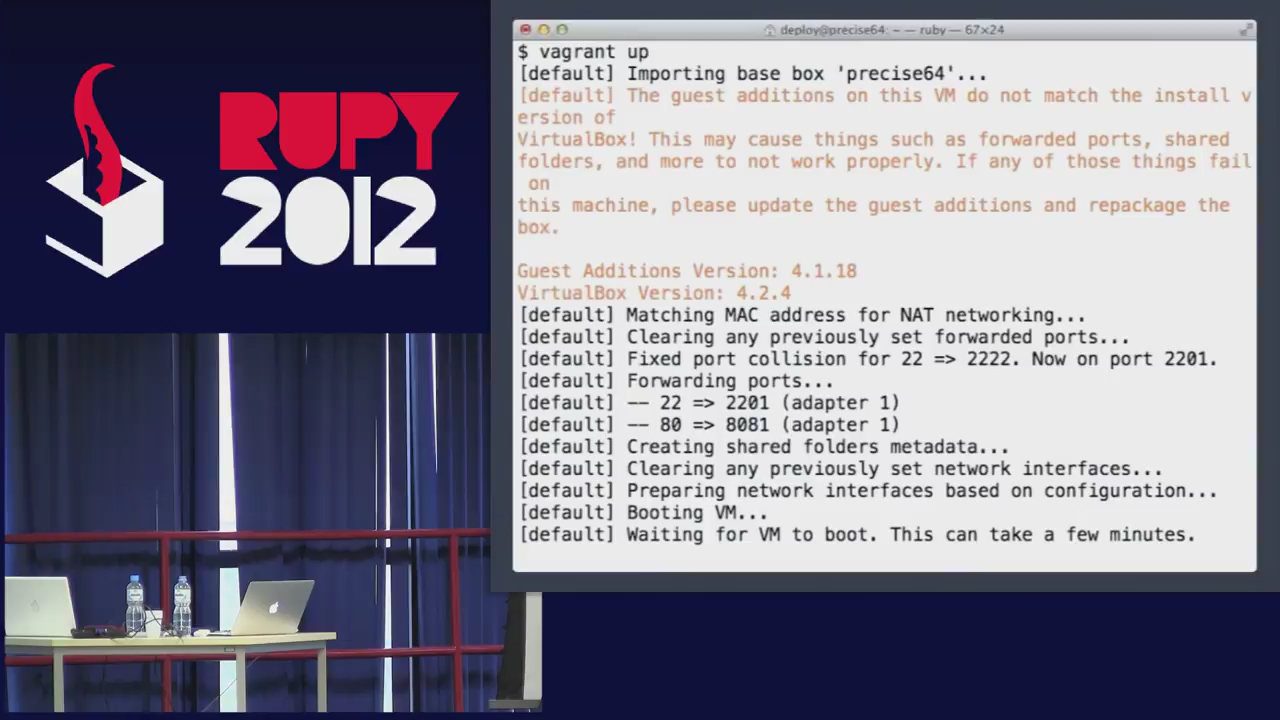 RUPY
2012
deploy@precise64: ~ — ruby — 67×24
$ vagrant up
[default] Importing base box 'precise64'...
[default] The guest additions on this VM do not match the install v
ersion of
VirtualBox! This may cause things such as forwarded ports, shared
folders, and more to not work properly. If any of those things fail
on
this machine, please update the guest additions and repackage the
box.
Guest Additions Version: 4.1.18
VirtualBox Version: 4.2.4
[default] Matching MAC address for NAT networking...
[default] Clearing any previously set forwarded ports...
[default] Fixed port collision for 22 => 2222. Now on port 2201.
[default] Forwarding ports...
[default] -- 22 => 2201 (adapter 1)
[default] -- 80 => 8081 (adapter 1)
[default] Creating shared folders metadata...
[default] Clearing any previously set network interfaces...
[default] Preparing network interfaces based on configuration...
[default] Booting VM...
[default] Waiting for VM to boot. This can take a few minutes.